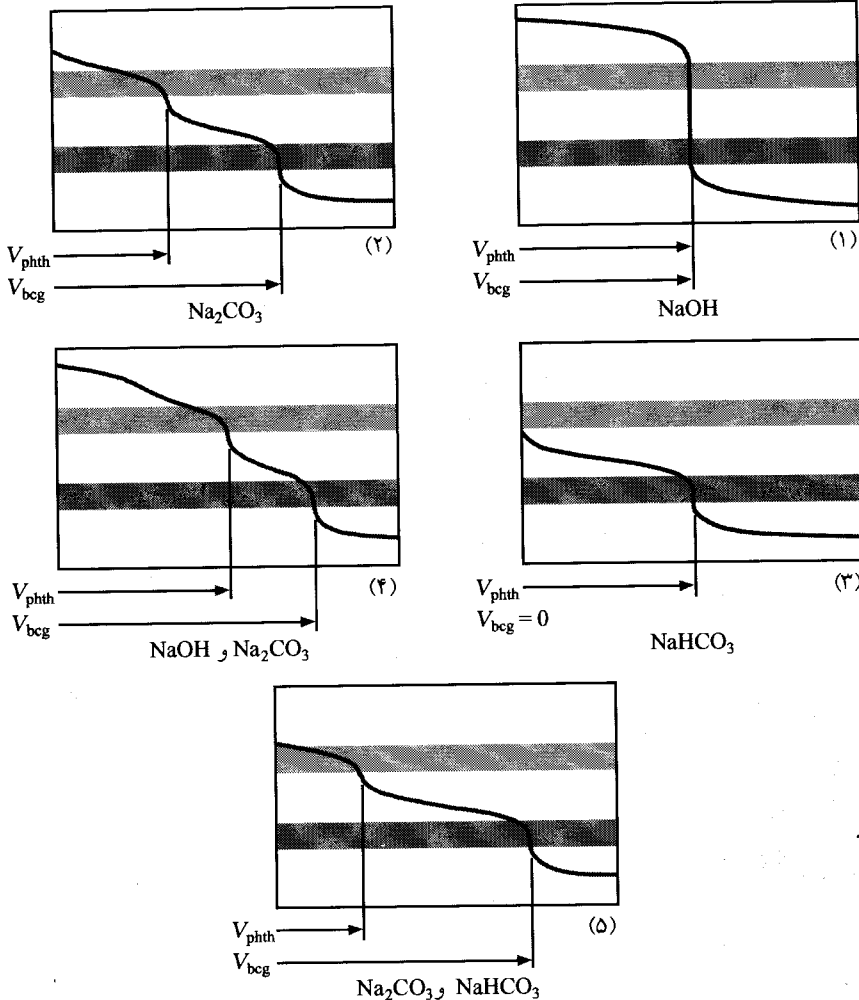 (۱)
V_phth
V_bcg
NaOH
(۲)
V_phth
V_bcg
Na₂CO₃
(۳)
V_phth
V_bcg = 0
NaHCO₃
(۴)
V_phth
V_bcg
NaOH و Na₂CO₃
(۵)
V_phth
V_bcg
Na₂CO₃ و NaHCO₃